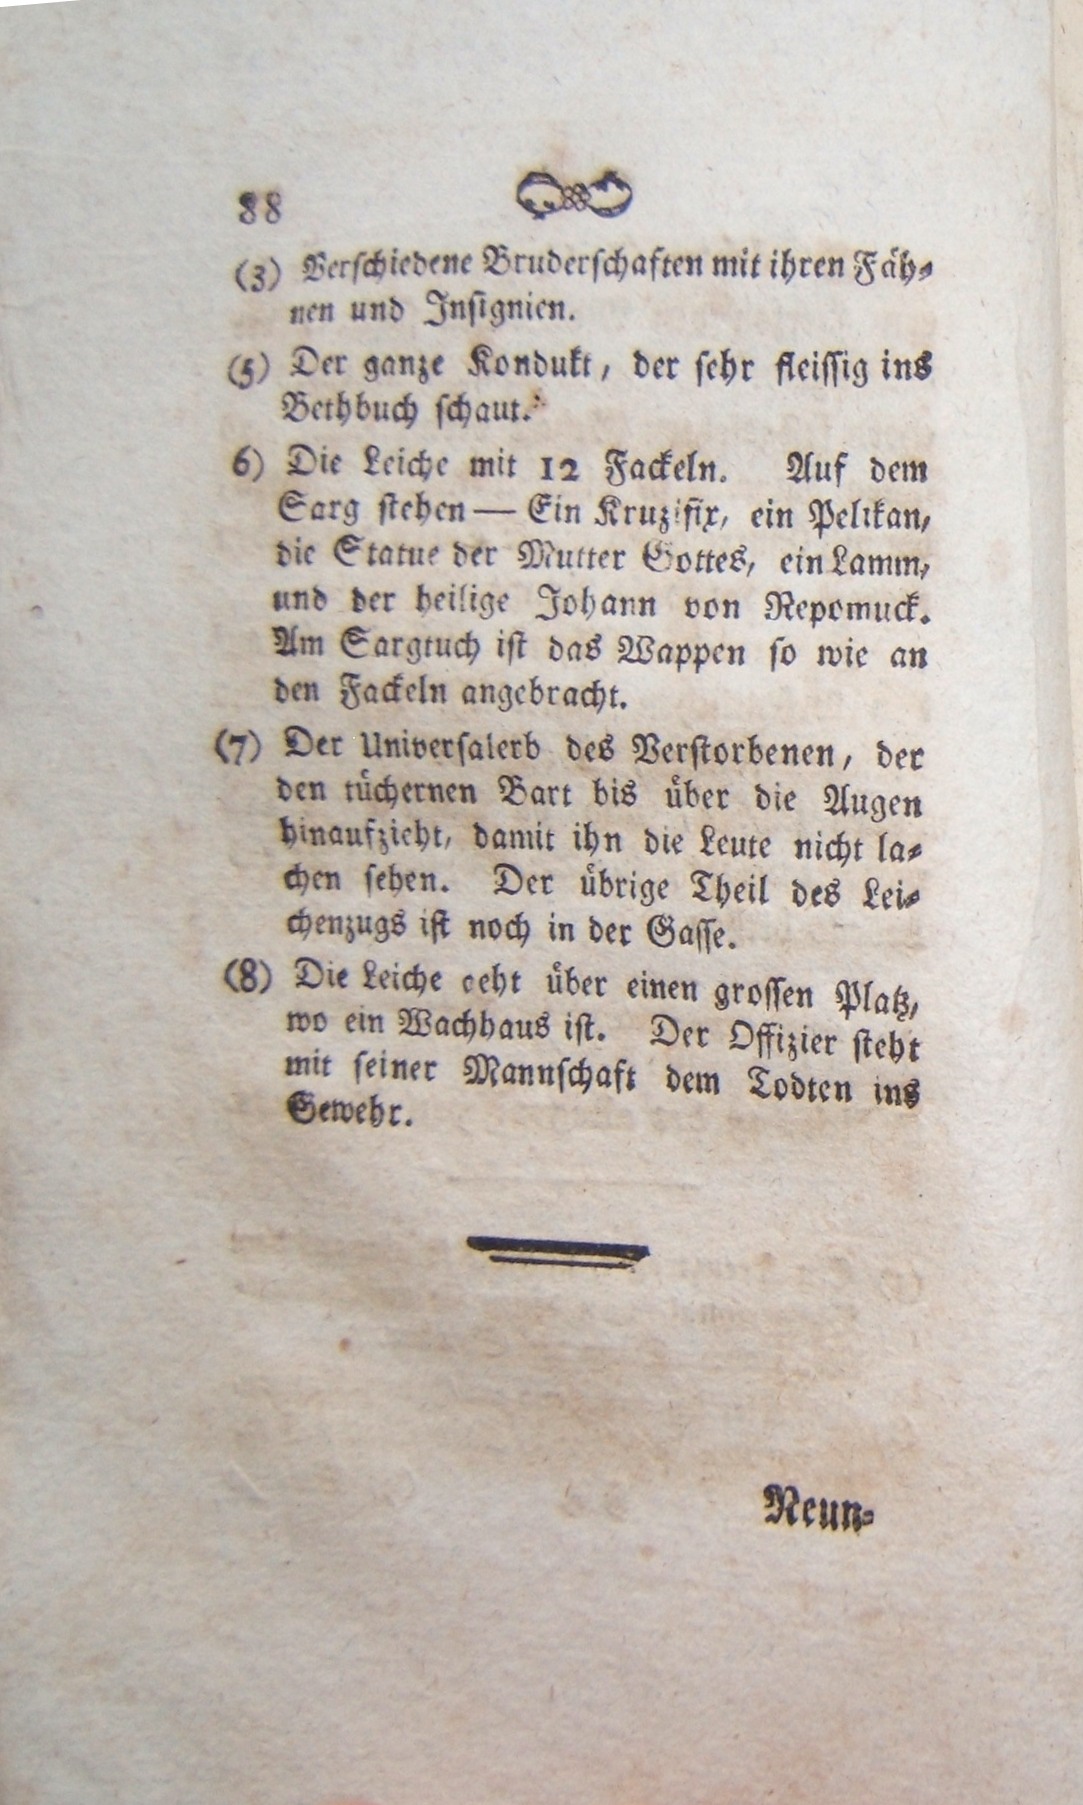 88
(3) Verschiedene Bruderschaften mit ihren Fäh-
nen und Insignien.
(5) Der ganze Kondukt, der sehr fleissig ins
Bethbuch schaut.
6) Die Leiche mit 12 Fackeln. Auf dem
Sarg stehen — Ein Kruzifix, ein Pelikan,
die Statue der Mutter Gottes, ein Lamm,
und der heilige Johann von Nepomuck.
Am Sargtuch ist das Wappen so wie an
den Fackeln angebracht.
(7) Der Universalerb des Verstorbenen, der
den tüchernen Bart bis über die Augen
hinaufzieht, damit ihn die Leute nicht la-
chen sehen. Der übrige Theil des Lei-
chenzugs ist noch in der Gasse.
(8) Die Leiche geht über einen grossen Platz,
wo ein Wachhaus ist. Der Offizier steht
mit seiner Mannschaft dem Todten ins
Gewehr.
Neun-